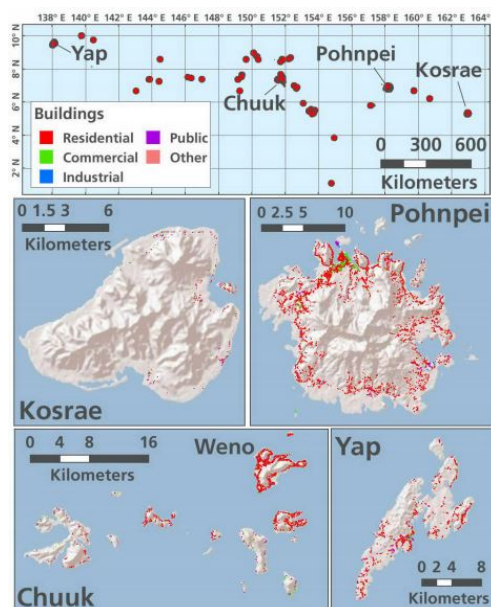 138° E 140° E 142° E 144° E 146° E 148° E 150° E 152° E 154° E 156° E 158° E 160° E 162° E 164° E
10° N
8° N
6° N
4° N
2° N
Yap
Chuuk
Pohnpei
Kosrae
Buildings
Residential
Commercial
Industrial
Public
Other
0 300 600
Kilometers
0 1.5 3 6
Kilometers
Kosrae
0 2.5 5 10
Kilometers
Pohnpei
0 4 8 16
Kilometers
Weno
Chuuk
Yap
0 2 4 8
Kilometers